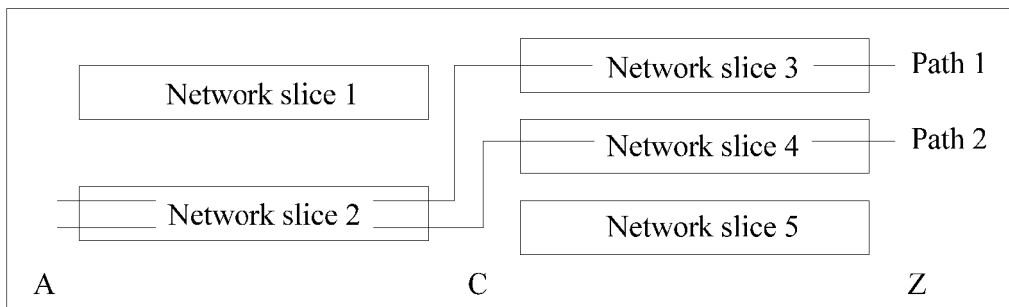 Network slice 1
Network slice 2
Network slice 3
Path 1
Network slice 4
Path 2
Network slice 5
A
C
Z